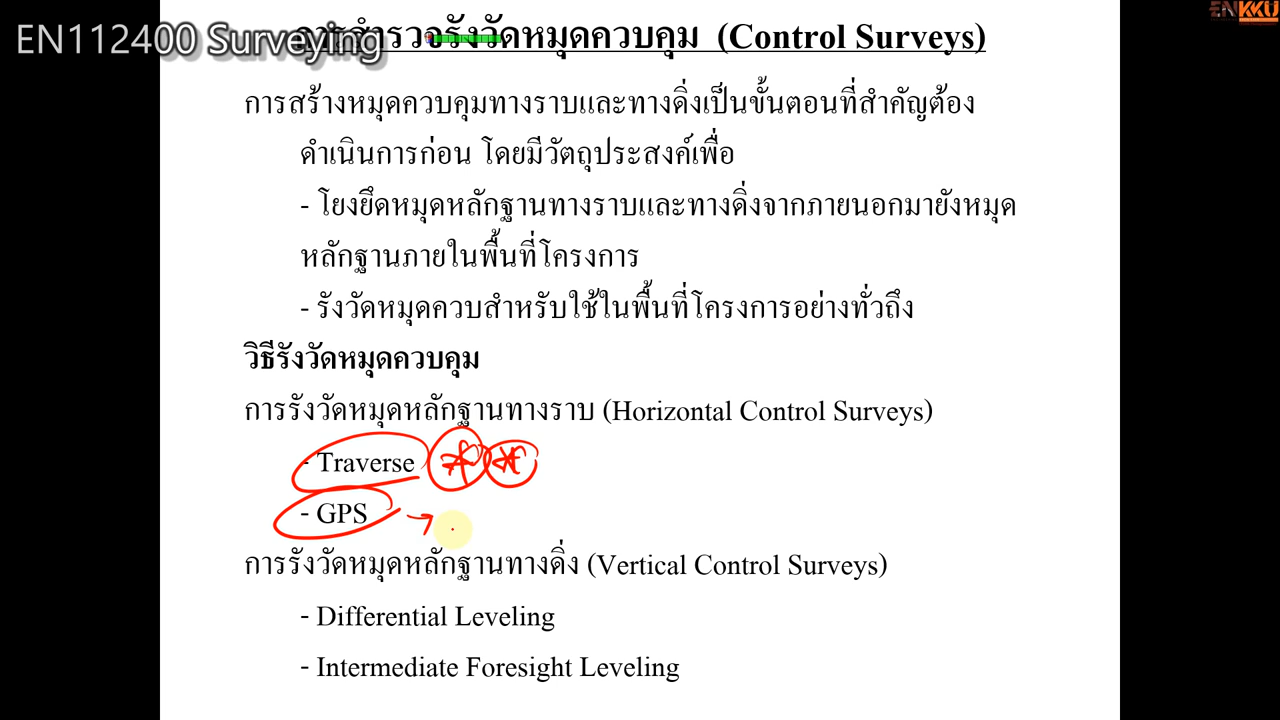 EN112400 Surveying
การสำรวจรังวัดหมุดควบคุม (Control Surveys)
ENKKU
การสร้างหมุดควบคุมทางราบและทางดิ่งเป็นขั้นตอนที่สำคัญต้อง
ดำเนินการก่อน โดยมีวัตถุประสงค์เพื่อ
- โยงยึดหมุดหลักฐานทางราบและทางดิ่งจากภายนอกมายังหมุด
หลักฐานภายในพื้นที่โครงการ
- รังวัดหมุดควบสำหรับใช้ในพื้นที่โครงการอย่างทั่วถึง
วิธีรังวัดหมุดควบคุม
การรังวัดหมุดหลักฐานทางราบ (Horizontal Control Surveys)
- Traverse
- GPS
การรังวัดหมุดหลักฐานทางดิ่ง (Vertical Control Surveys)
- Differential Leveling
- Intermediate Foresight Leveling